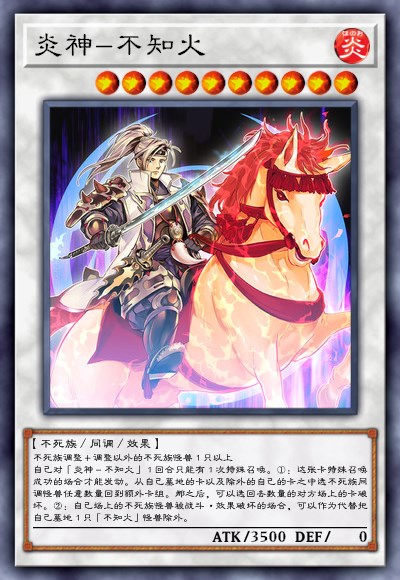 炎神－不知火
ほのお
炎
【不死族／同调／效果】
不死族调整＋调整以外的不死族怪兽1只以上
自己对「炎神－不知火」1回合只能有1次特殊召唤。①：这张卡特殊召唤
成功的场合才能发动。从自己墓地的卡以及除外的自己的卡之中选不死族同
调怪兽任意数量回到额外卡组。那之后，可以选回去数量的对方场上的卡破
坏。②：自己场上的不死族怪兽被战斗·效果破坏的场合，可以作为代替把
自己墓地1只「不知火」怪兽除外。
ATK/3500 DEF/ 0